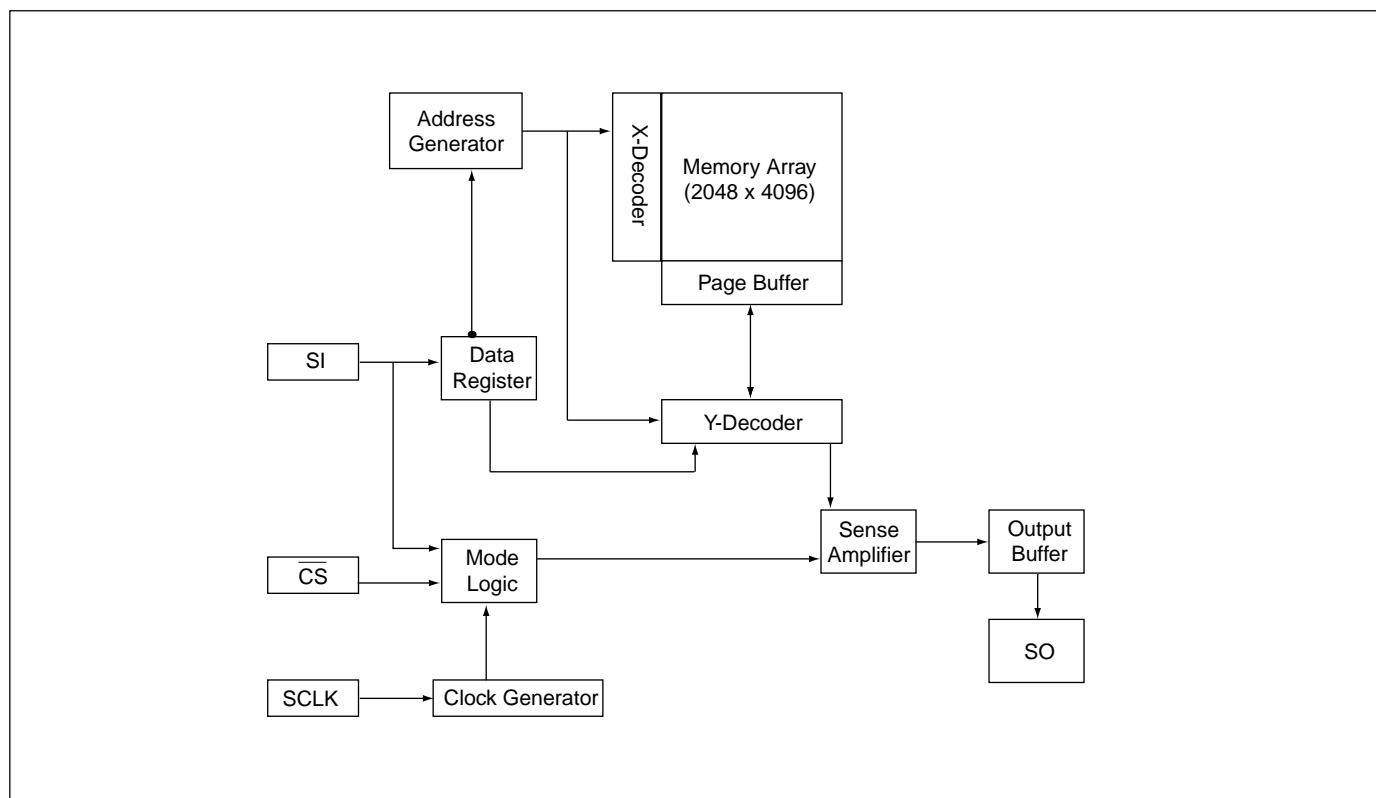 Address
Generator
X-Decoder
Memory Array
(2048 x 4096)
Page Buffer
SI
Data
Register
Y-Decoder
Sense
Amplifier
Output
Buffer
CS
Mode
Logic
SO
SCLK
Clock Generator